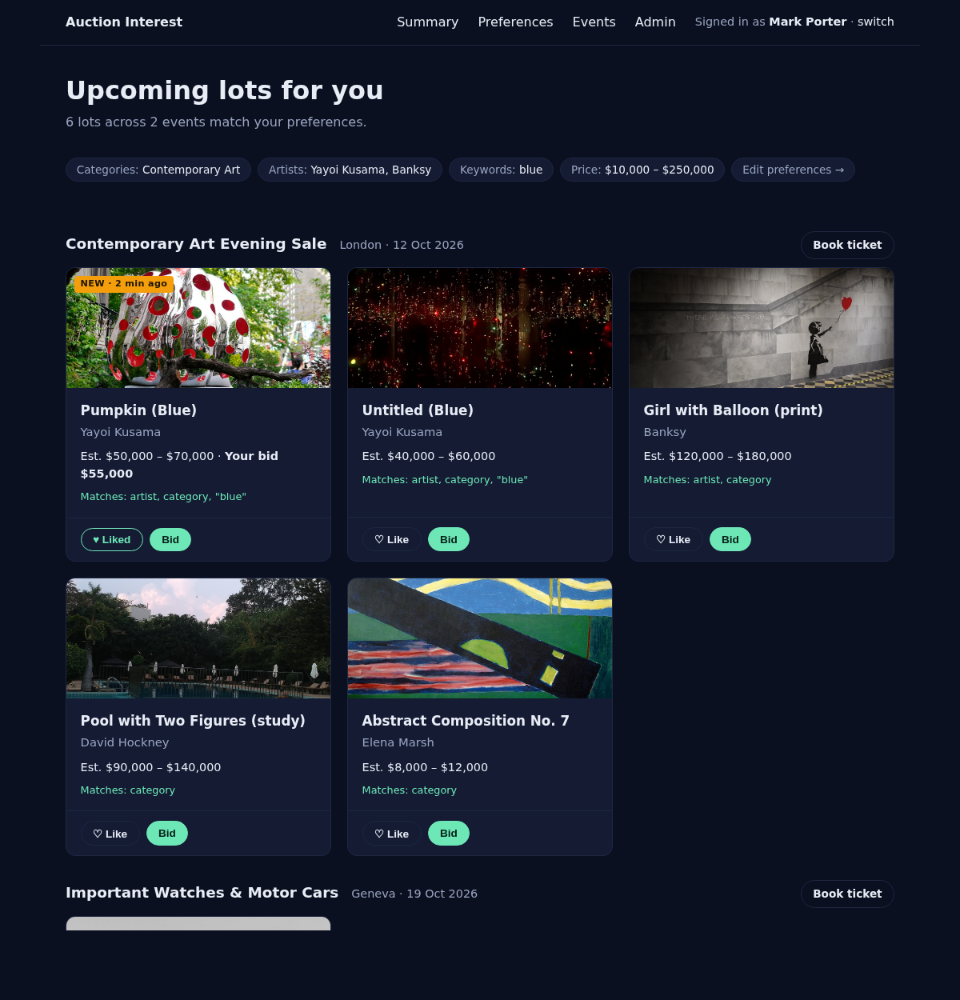 Auction Interest
Summary Preferences Events Admin Signed in as Mark Porter · switch
Upcoming lots for you
6 lots across 2 events match your preferences.
Categories: Contemporary Art Artists: Yayoi Kusama, Banksy Keywords: blue Price: $10,000 – $250,000 Edit preferences →
Contemporary Art Evening Sale London · 12 Oct 2026 Book ticket
NEW · 2 min ago
Pumpkin (Blue)
Yayoi Kusama
Est. $50,000 – $70,000 · Your bid
$55,000
Matches: artist, category, "blue"
♥ Liked Bid
Untitled (Blue)
Yayoi Kusama
Est. $40,000 – $60,000
Matches: artist, category, "blue"
♡ Like Bid
Girl with Balloon (print)
Banksy
Est. $120,000 – $180,000
Matches: artist, category
♡ Like Bid
Pool with Two Figures (study)
David Hockney
Est. $90,000 – $140,000
Matches: category
♡ Like Bid
Abstract Composition No. 7
Elena Marsh
Est. $8,000 – $12,000
Matches: category
♡ Like Bid
Important Watches & Motor Cars Geneva · 19 Oct 2026 Book ticket